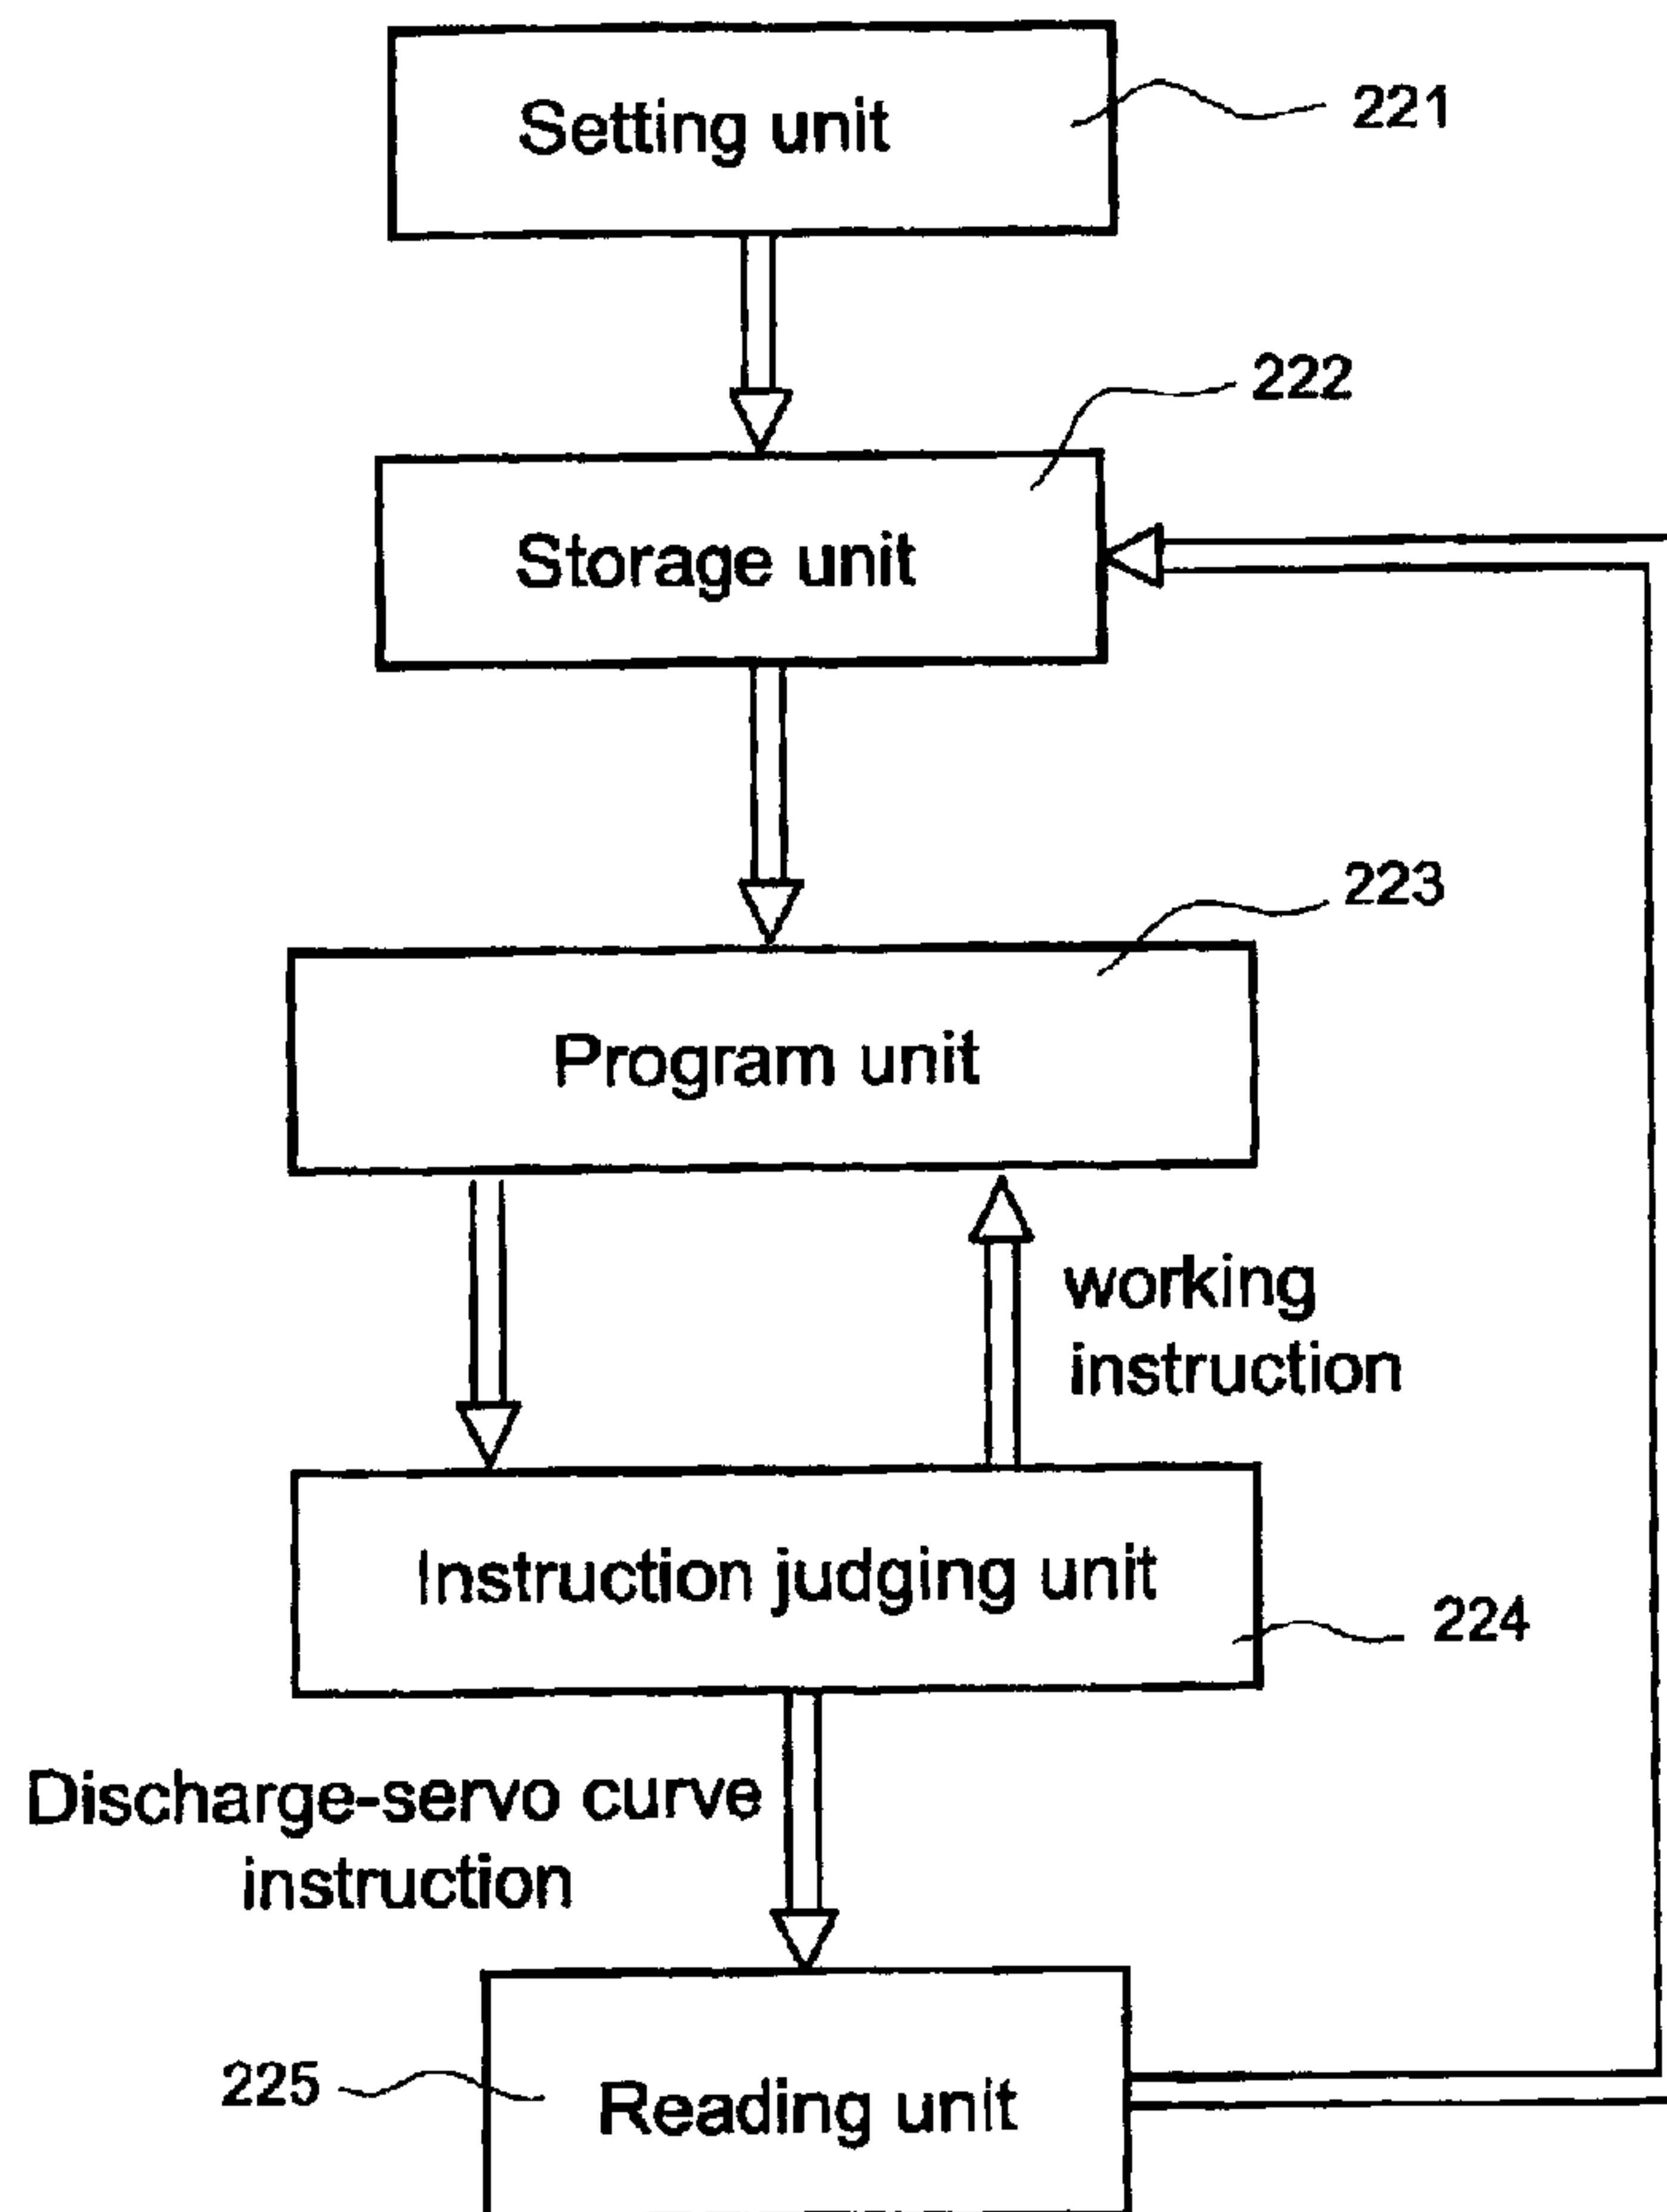 Setting unit
221
222
Storage unit
223
Program unit
working
instruction
Instruction judging unit
224
Discharge-servo curve
instruction
225
Reading unit